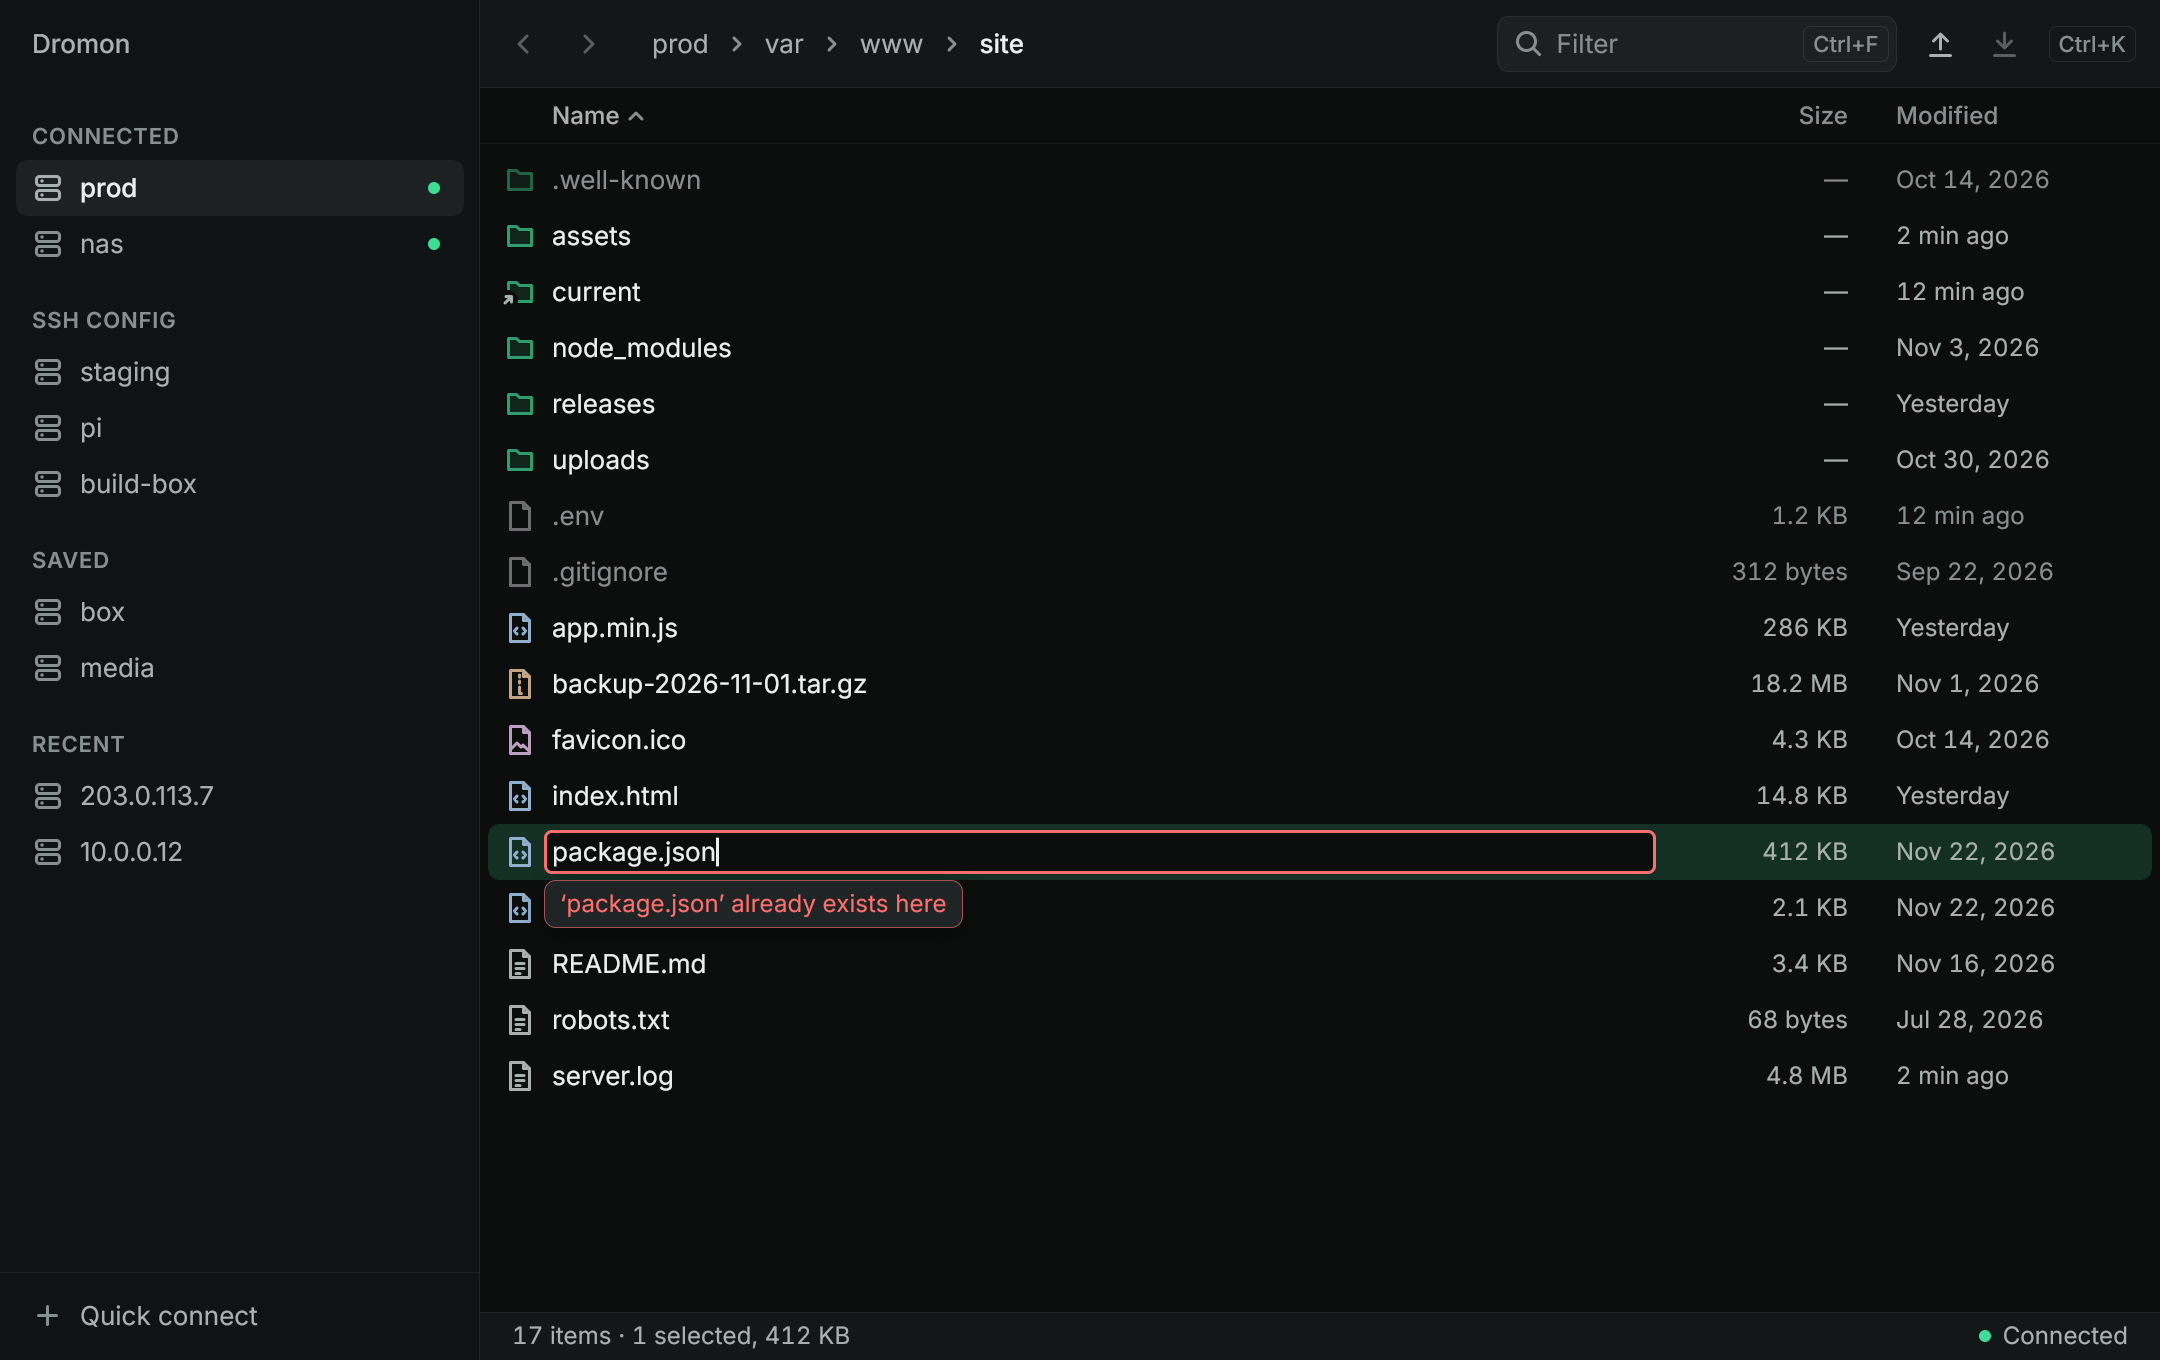 Dromon
CONNECTED
prod
nas
SSH CONFIG
staging
pi
build-box
SAVED
box
media
RECENT
203.0.113.7
10.0.0.12
Quick connect
prod var www site
Filter Ctrl+F Ctrl+K
Name Size Modified
.well-known — Oct 14, 2026
assets — 2 min ago
current — 12 min ago
node_modules — Nov 3, 2026
releases — Yesterday
uploads — Oct 30, 2026
.env 1.2 KB 12 min ago
.gitignore 312 bytes Sep 22, 2026
app.min.js 286 KB Yesterday
backup-2026-11-01.tar.gz 18.2 MB Nov 1, 2026
favicon.ico 4.3 KB Oct 14, 2026
index.html 14.8 KB Yesterday
package.json 412 KB Nov 22, 2026
‘package.json’ already exists here 2.1 KB Nov 22, 2026
README.md 3.4 KB Nov 16, 2026
robots.txt 68 bytes Jul 28, 2026
server.log 4.8 MB 2 min ago
17 items · 1 selected, 412 KB Connected